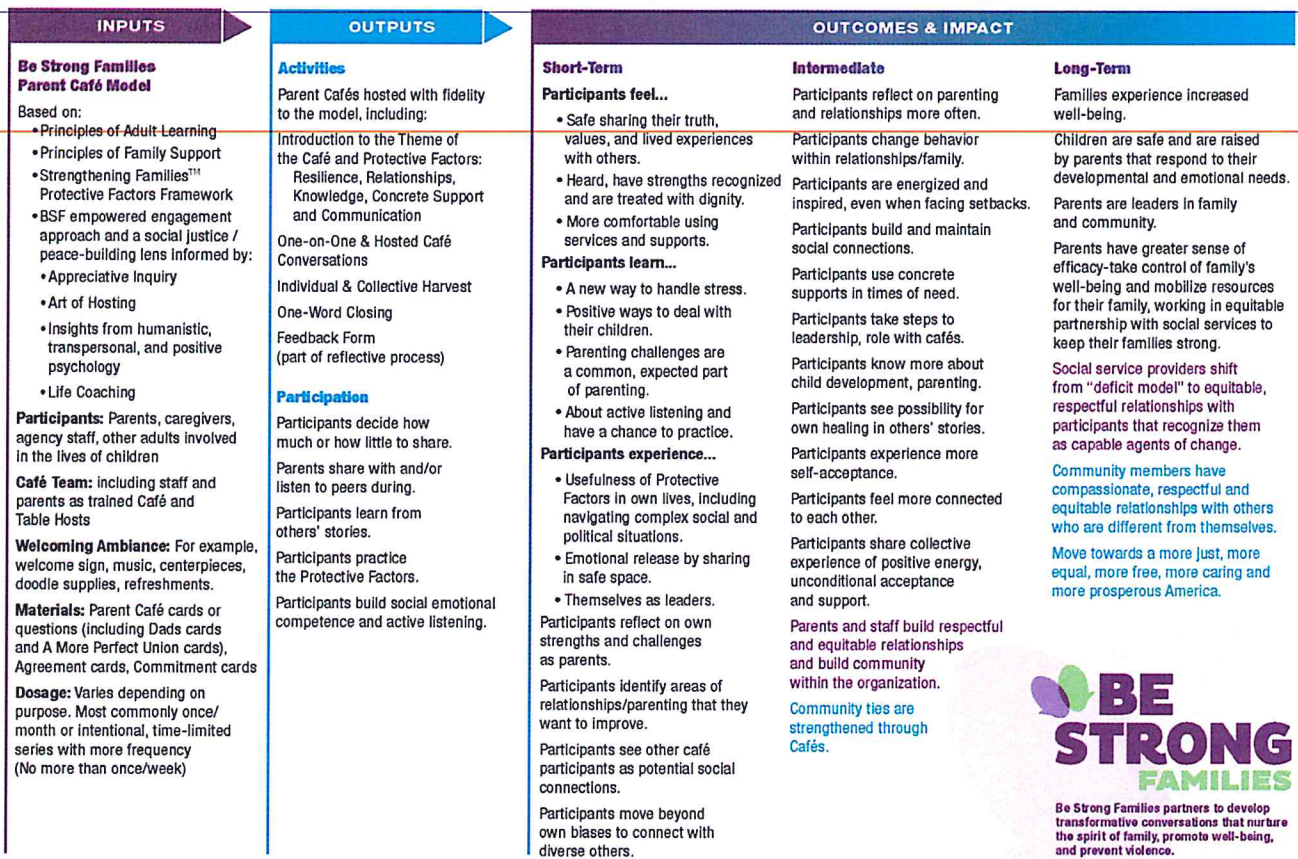 INPUTS
Be Strong Families
Parent Café Model
Based on:
• Principles of Adult Learning
• Principles of Family Support
• Strengthening Families™
Protective Factors Framework
• BSF empowered engagement
approach and a social justice /
peace-building lens informed by:
• Appreciative Inquiry
• Art of Hosting
• Insights from humanistic,
transpersonal, and positive
psychology
• Life Coaching
Participants: Parents, caregivers,
agency staff, other adults involved
in the lives of children
Café Team: including staff and
parents as trained Café and
Table Hosts
Welcoming Ambiance: For example,
welcome sign, music, centerpieces,
doodle supplies, refreshments.
Materials: Parent Café cards or
questions (including Dads cards
and A More Perfect Union cards),
Agreement cards, Commitment cards
Dosage: Varies depending on
purpose. Most commonly once/
month or intentional, time-limited
series with more frequency
(No more than once/week)
OUTPUTS
Activities
Parent Cafés hosted with fidelity
to the model, including:
Introduction to the Theme of
the Café and Protective Factors:
Resilience, Relationships,
Knowledge, Concrete Support
and Communication
One-on-One & Hosted Café
Conversations
Individual & Collective Harvest
One-Word Closing
Feedback Form
(part of reflective process)
Participation
Participants decide how
much or how little to share.
Parents share with and/or
listen to peers during.
Participants learn from
others' stories.
Participants practice
the Protective Factors.
Participants build social emotional
competence and active listening.
OUTCOMES & IMPACT
Short-Term
Participants feel...
• Safe sharing their truth,
values, and lived experiences
with others.
• Heard, have strengths recognized
and are treated with dignity.
• More comfortable using
services and supports.
Participants learn...
• A new way to handle stress.
• Positive ways to deal with
their children.
• Parenting challenges are
a common, expected part
of parenting.
• About active listening and
have a chance to practice.
Participants experience...
• Usefulness of Protective
Factors in own lives, including
navigating complex social and
political situations.
• Emotional release by sharing
in safe space.
• Themselves as leaders.
Participants reflect on own
strengths and challenges
as parents.
Participants identify areas of
relationships/parenting that they
want to improve.
Participants see other café
participants as potential social
connections.
Participants move beyond
own biases to connect with
diverse others.
Intermediate
Participants reflect on parenting
and relationships more often.
Participants change behavior
within relationships/family.
Participants are energized and
inspired, even when facing setbacks.
Participants build and maintain
social connections.
Participants use concrete
supports in times of need.
Participants take steps to
leadership, role with cafés.
Participants know more about
child development, parenting.
Participants see possibility for
own healing in others' stories.
Participants experience more
self-acceptance.
Participants feel more connected
to each other.
Participants share collective
experience of positive energy,
unconditional acceptance
and support.
Parents and staff build respectful
and equitable relationships
and build community
within the organization.
Community ties are
strengthened through
Cafés.
Long-Term
Families experience increased
well-being.
Children are safe and are raised
by parents that respond to their
developmental and emotional needs.
Parents are leaders in family
and community.
Parents have greater sense of
efficacy-take control of family's
well-being and mobilize resources
for their family, working in equitable
partnership with social services to
keep their families strong.
Social service providers shift
from "deficit model" to equitable,
respectful relationships with
participants that recognize them
as capable agents of change.
Community members have
compassionate, respectful and
equitable relationships with others
who are different from themselves.
Move towards a more just, more
equal, more free, more caring and
more prosperous America.
BE
STRONG
FAMILIES
Be Strong Families partners to develop
transformative conversations that nurture
the spirit of family, promote well-being,
and prevent violence.